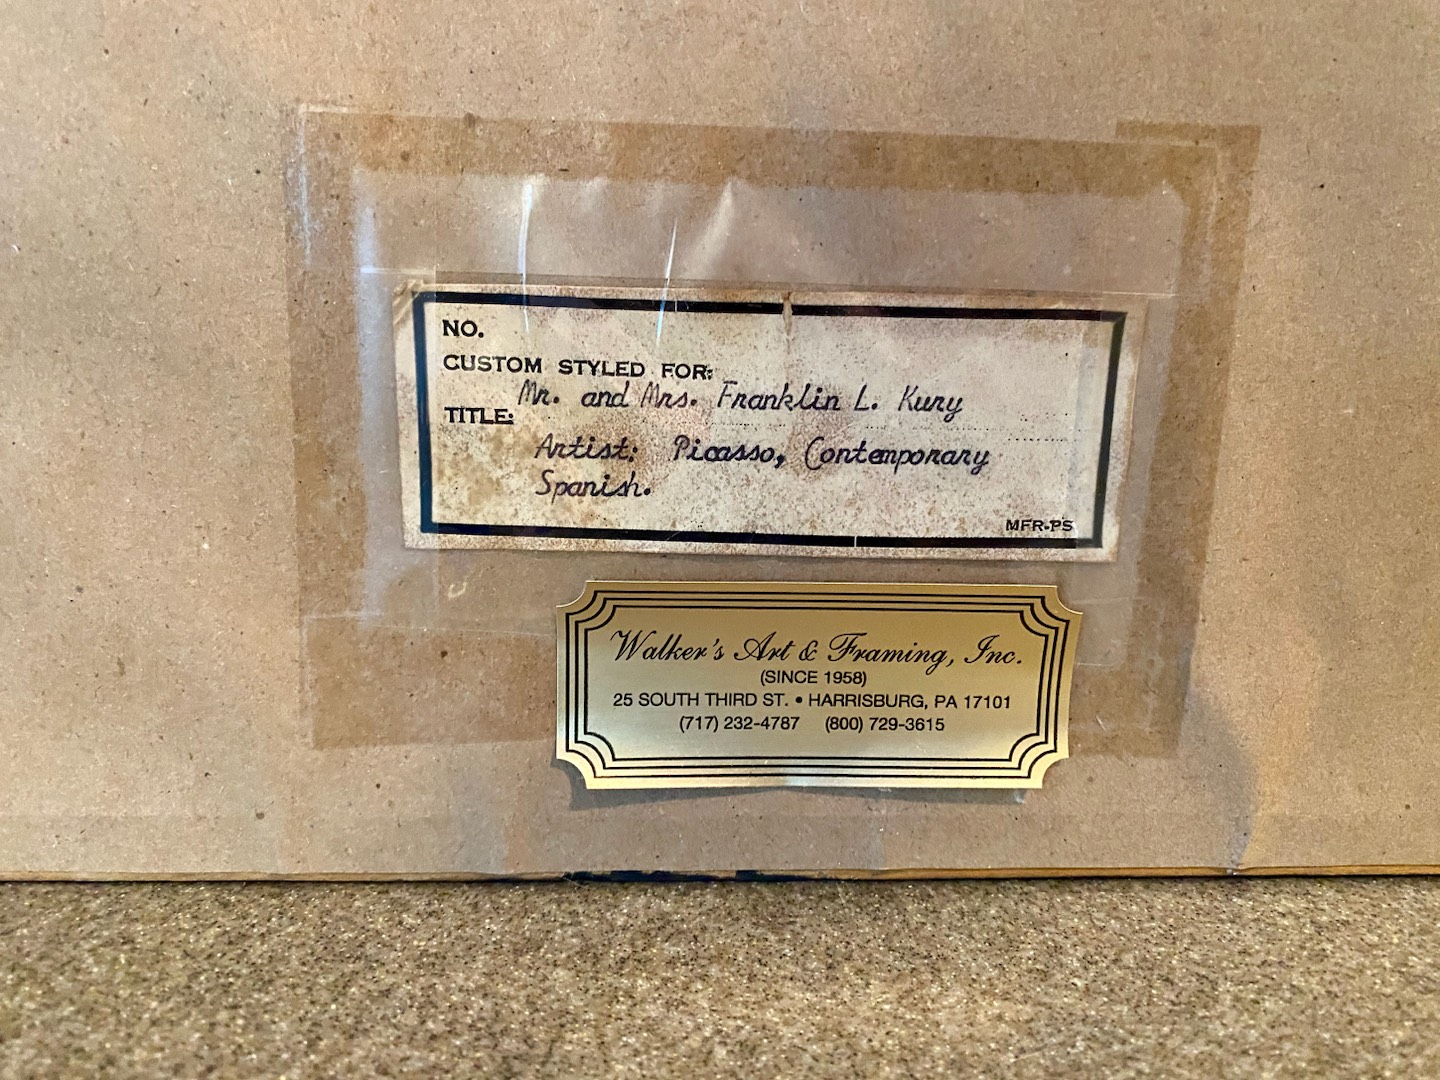 NO.
CUSTOM STYLED FOR:
Mr. and Mrs. Franklin L. Kury
TITLE:
Artist: Picasso, Contemporary
Spanish.
MFR-PS
Walker's Art & Framing, Inc.
(SINCE 1958)
25 SOUTH THIRD ST. • HARRISBURG, PA 17101
(717) 232-4787 (800) 729-3615